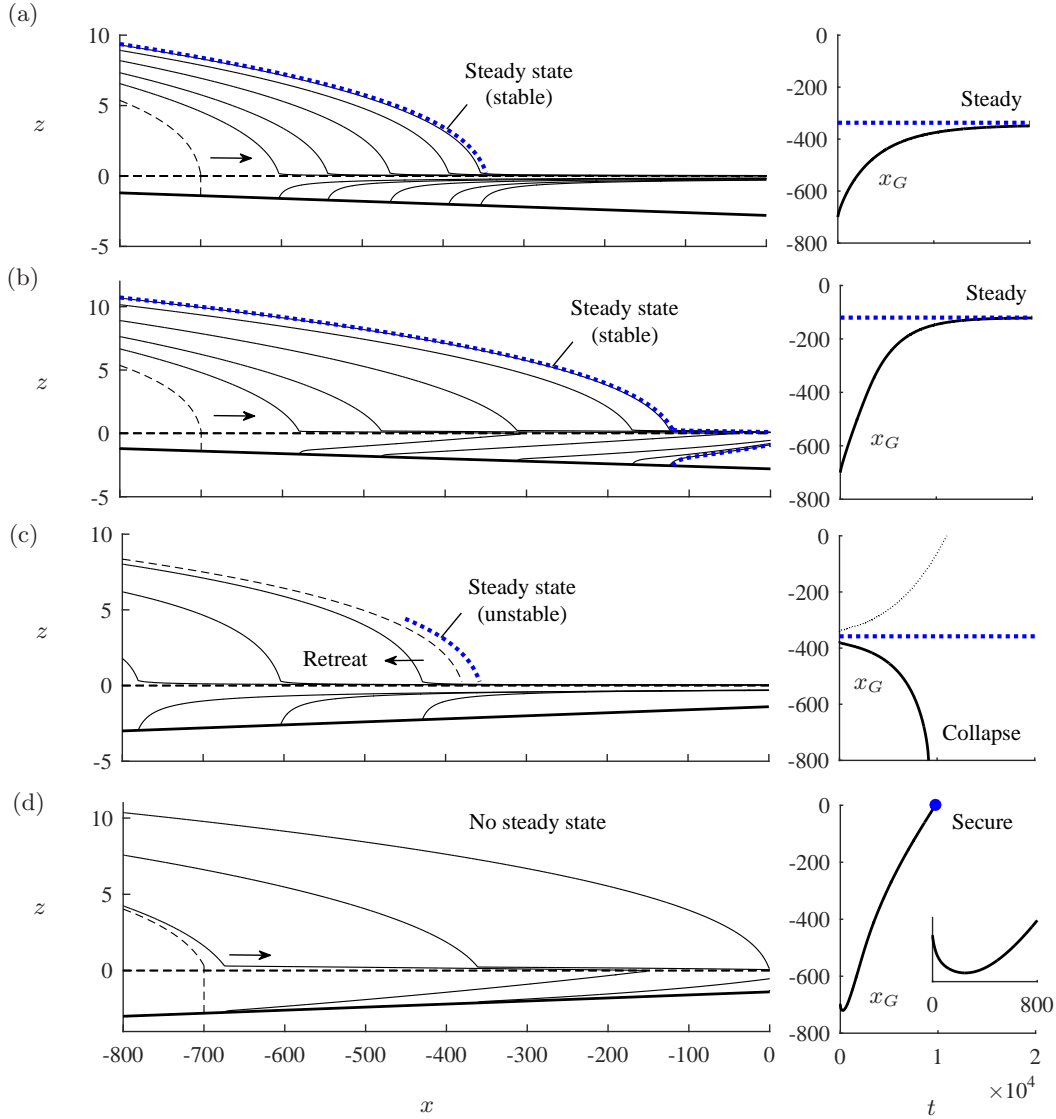 (a)
10
5
0
-5
z
Steady state
(stable)
0
-200
-400
-600
-800
Steady
x_G
(b)
10
5
0
-5
z
Steady state
(stable)
0
-200
-400
-600
-800
Steady
x_G
(c)
10
5
0
-5
z
Steady state
(unstable)
Retreat
0
-200
-400
-600
-800
x_G
Collapse
(d)
10
5
0
z
No steady state
-800
-700
-600
-500
-400
-300
-200
-100
0
x
0
-200
-400
-600
-800
Secure
x_G
0
800
0
1
2
×10^4
t